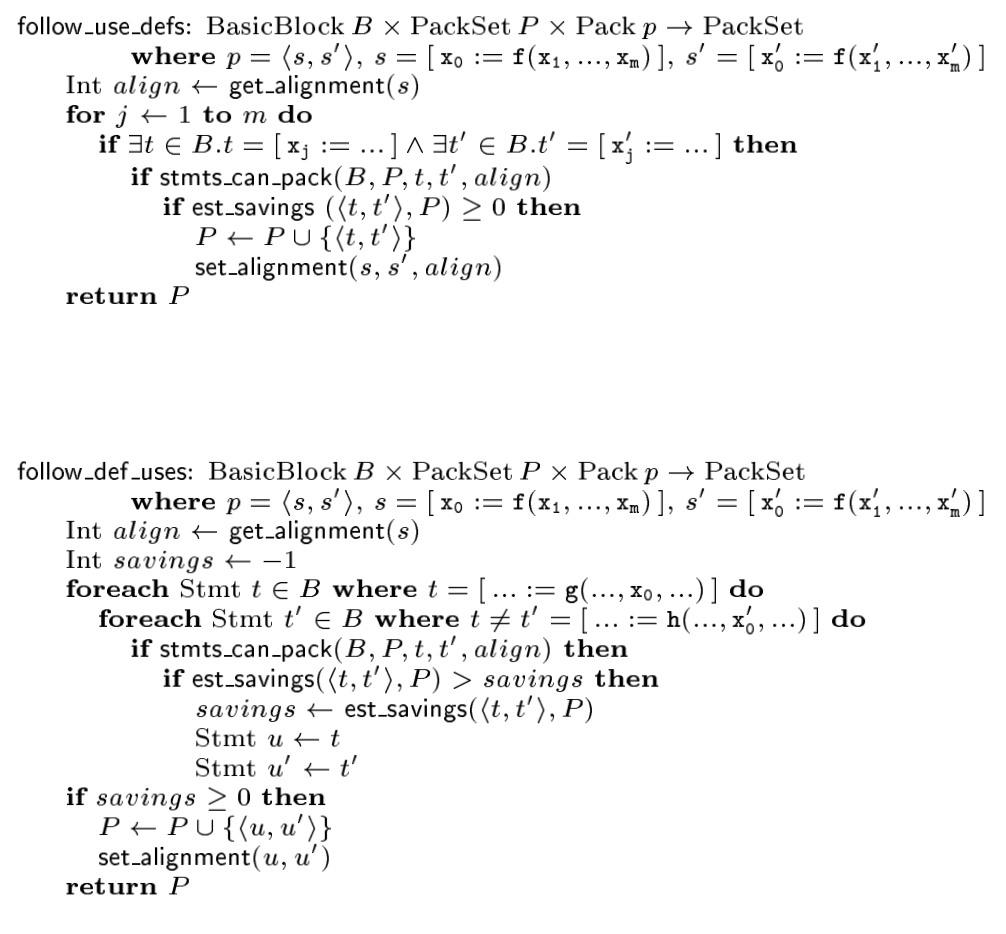 follow_use_defs: BasicBlock B × PackSet P × Pack p → PackSet
where p = ⟨s, s′⟩, s = [ x₀ := f(x₁, ..., xₘ) ], s′ = [ x′₀ := f(x′₁, ..., x′ₘ) ]
Int align ← get_alignment(s)
for j ← 1 to m do
if ∃t ∈ B.t = [ xⱼ := ... ] ∧ ∃t′ ∈ B.t′ = [ x′ⱼ := ... ] then
if stmts_can_pack(B, P, t, t′, align)
if est_savings (⟨t, t′⟩, P) ≥ 0 then
P ← P ∪ {⟨t, t′⟩}
set_alignment(s, s′, align)
return P
follow_def_uses: BasicBlock B × PackSet P × Pack p → PackSet
where p = ⟨s, s′⟩, s = [ x₀ := f(x₁, ..., xₘ) ], s′ = [ x′₀ := f(x′₁, ..., x′ₘ) ]
Int align ← get_alignment(s)
Int savings ← −1
foreach Stmt t ∈ B where t = [ ... := g(..., x₀, ...) ] do
foreach Stmt t′ ∈ B where t ≠ t′ = [ ... := h(..., x′₀, ...) ] do
if stmts_can_pack(B, P, t, t′, align) then
if est_savings(⟨t, t′⟩, P) > savings then
savings ← est_savings(⟨t, t′⟩, P)
Stmt u ← t
Stmt u′ ← t′
if savings ≥ 0 then
P ← P ∪ {⟨u, u′⟩}
set_alignment(u, u′)
return P